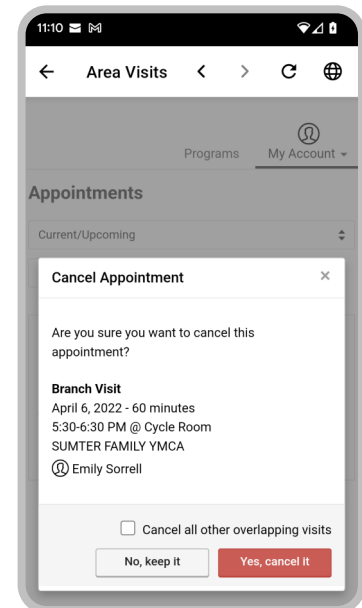 11:10
Area Visits
Programs
My Account
Appointments
Current/Upcoming
Cancel Appointment
×
Are you sure you want to cancel this
appointment?
Branch Visit
April 6, 2022 - 60 minutes
5:30-6:30 PM @ Cycle Room
SUMTER FAMILY YMCA
Emily Sorrell
Cancel all other overlapping visits
No, keep it
Yes, cancel it